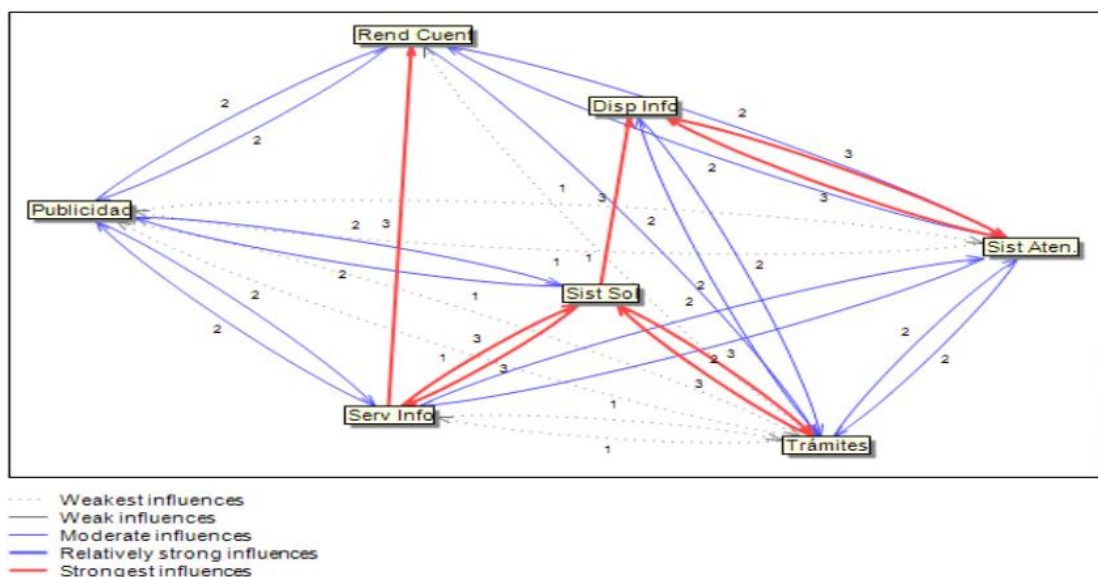 Rend Cuent
Disp Info
2
2
2
3
2
1
3
3
Publicidad
3
2
2
Sist Aten.
1
1
2
2
2
Sist Sol
1
2
2
2
2
3
1
3
2
3
2
3
1
Serv Info
1
Trámites
Weakest influences
Weak influences
Moderate influences
Relatively strong influences
Strongest influences